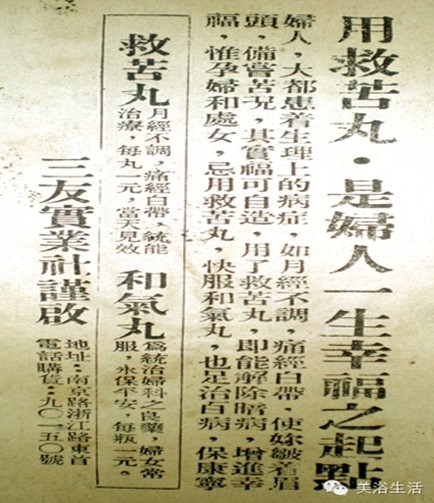 用救苦丸·是婦人一生幸福之起點
婦人，大都患着生理上的病症，如月經不調，痛經白帶，使妳皺着眉
頭，備嘗苦況，其實福可自造，用了救苦丸，即能解除暗病，增進幸
福，惟孕婦和處女，忌用救苦丸，快服和氣丸，也是治百病，保康寧
救苦丸
月經不調，痛經白帶，統能
治療，每丸一元，當天見效
和氣丸
為統治婦科之良藥，婦女常
服，永保平安，每瓶一元。
三友實業社謹啟
地址：南京路浙江路東首
電話購貨：九〇一五〇號
美浴生活